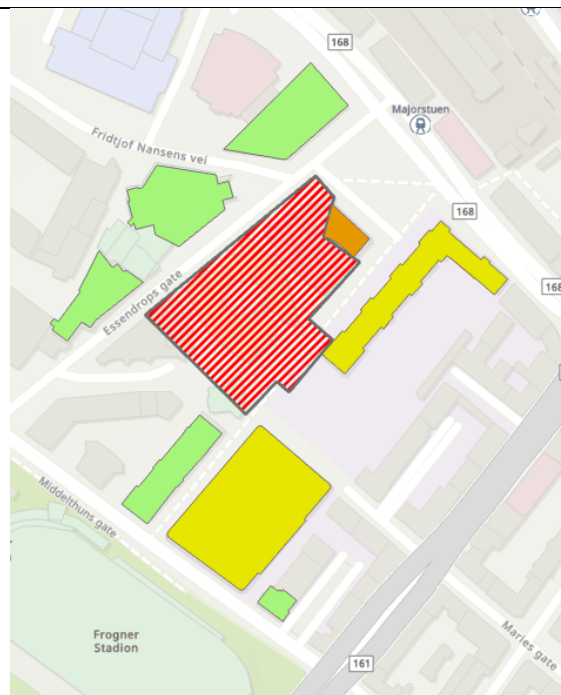 168
Majorstuen
Fridtjof Nansens vei
168
Essendrops gate
168
Middelthuns gate
Frogner
Stadion
Maries gate
161